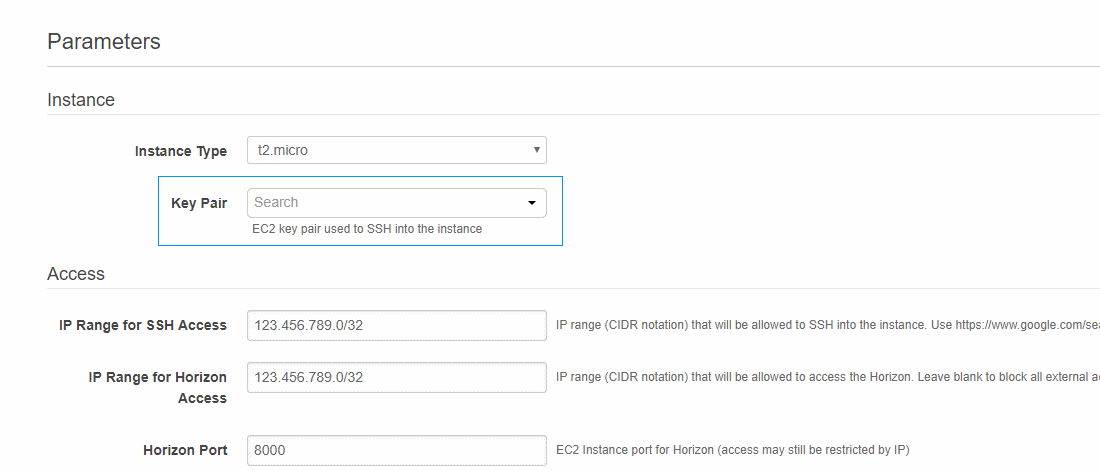 Parameters
Instance
Instance Type t2.micro
Key Pair Search
EC2 key pair used to SSH into the instance
Access
IP Range for SSH Access 123.456.789.0/32 IP range (CIDR notation) that will be allowed to SSH into the instance. Use https://www.google.com/sea
IP Range for Horizon Access 123.456.789.0/32 IP range (CIDR notation) that will be allowed to access the Horizon. Leave blank to block all external a
Horizon Port 8000 EC2 Instance port for Horizon (access may still be restricted by IP)